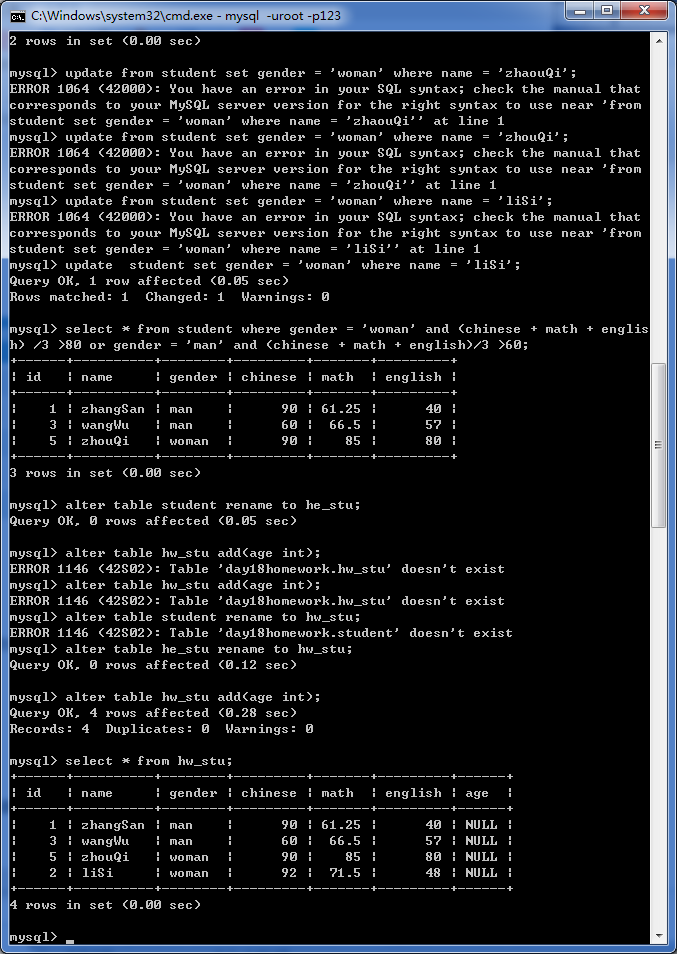 C:\Windows\system32\cmd.exe - mysql  -uroot -p123
2 rows in set (0.00 sec)
mysql> update from student set gender = 'woman' where name = 'zhaouQi';
ERROR 1064 (42000): You have an error in your SQL syntax; check the manual that
corresponds to your MySQL server version for the right syntax to use near 'from
student set gender = 'woman' where name = 'zhaouQi'' at line 1
mysql> update from student set gender = 'woman' where name = 'zhouQi';
ERROR 1064 (42000): You have an error in your SQL syntax; check the manual that
corresponds to your MySQL server version for the right syntax to use near 'from
student set gender = 'woman' where name = 'zhouQi'' at line 1
mysql> update from student set gender = 'woman' where name = 'liSi';
ERROR 1064 (42000): You have an error in your SQL syntax; check the manual that
corresponds to your MySQL server version for the right syntax to use near 'from
student set gender = 'woman' where name = 'liSi'' at line 1
mysql> update  student set gender = 'woman' where name = 'liSi';
Query OK, 1 row affected (0.05 sec)
Rows matched: 1  Changed: 1  Warnings: 0
mysql> select * from student where gender = 'woman' and (chinese + math + englis
h) /3 >80 or gender = 'man' and (chinese + math + english)/3 >60;
+------+----------+--------+---------+-------+---------+
| id   | name     | gender | chinese | math  | english |
+------+----------+--------+---------+-------+---------+
|    1 | zhangSan | man    |      90 | 61.25 |      40 |
|    3 | wangWu   | man    |      60 |  66.5 |      57 |
|    5 | zhouQi   | woman  |      90 |    85 |      80 |
+------+----------+--------+---------+-------+---------+
3 rows in set (0.00 sec)
mysql> alter table student rename to he_stu;
Query OK, 0 rows affected (0.05 sec)
mysql> alter table hw_stu add(age int);
ERROR 1146 (42S02): Table 'day18homework.hw_stu' doesn't exist
mysql> alter table hw_stu add(age int);
ERROR 1146 (42S02): Table 'day18homework.hw_stu' doesn't exist
mysql> alter table student rename to hw_stu;
ERROR 1146 (42S02): Table 'day18homework.student' doesn't exist
mysql> alter table he_stu rename to hw_stu;
Query OK, 0 rows affected (0.12 sec)
mysql> alter table hw_stu add(age int);
Query OK, 4 rows affected (0.28 sec)
Records: 4  Duplicates: 0  Warnings: 0
mysql> select * from hw_stu;
+------+----------+--------+---------+-------+---------+------+
| id   | name     | gender | chinese | math  | english | age  |
+------+----------+--------+---------+-------+---------+------+
|    1 | zhangSan | man    |      90 | 61.25 |      40 | NULL |
|    3 | wangWu   | man    |      60 |  66.5 |      57 | NULL |
|    5 | zhouQi   | woman  |      90 |    85 |      80 | NULL |
|    2 | liSi     | woman  |      92 |  71.5 |      48 | NULL |
+------+----------+--------+---------+-------+---------+------+
4 rows in set (0.00 sec)
mysql> _